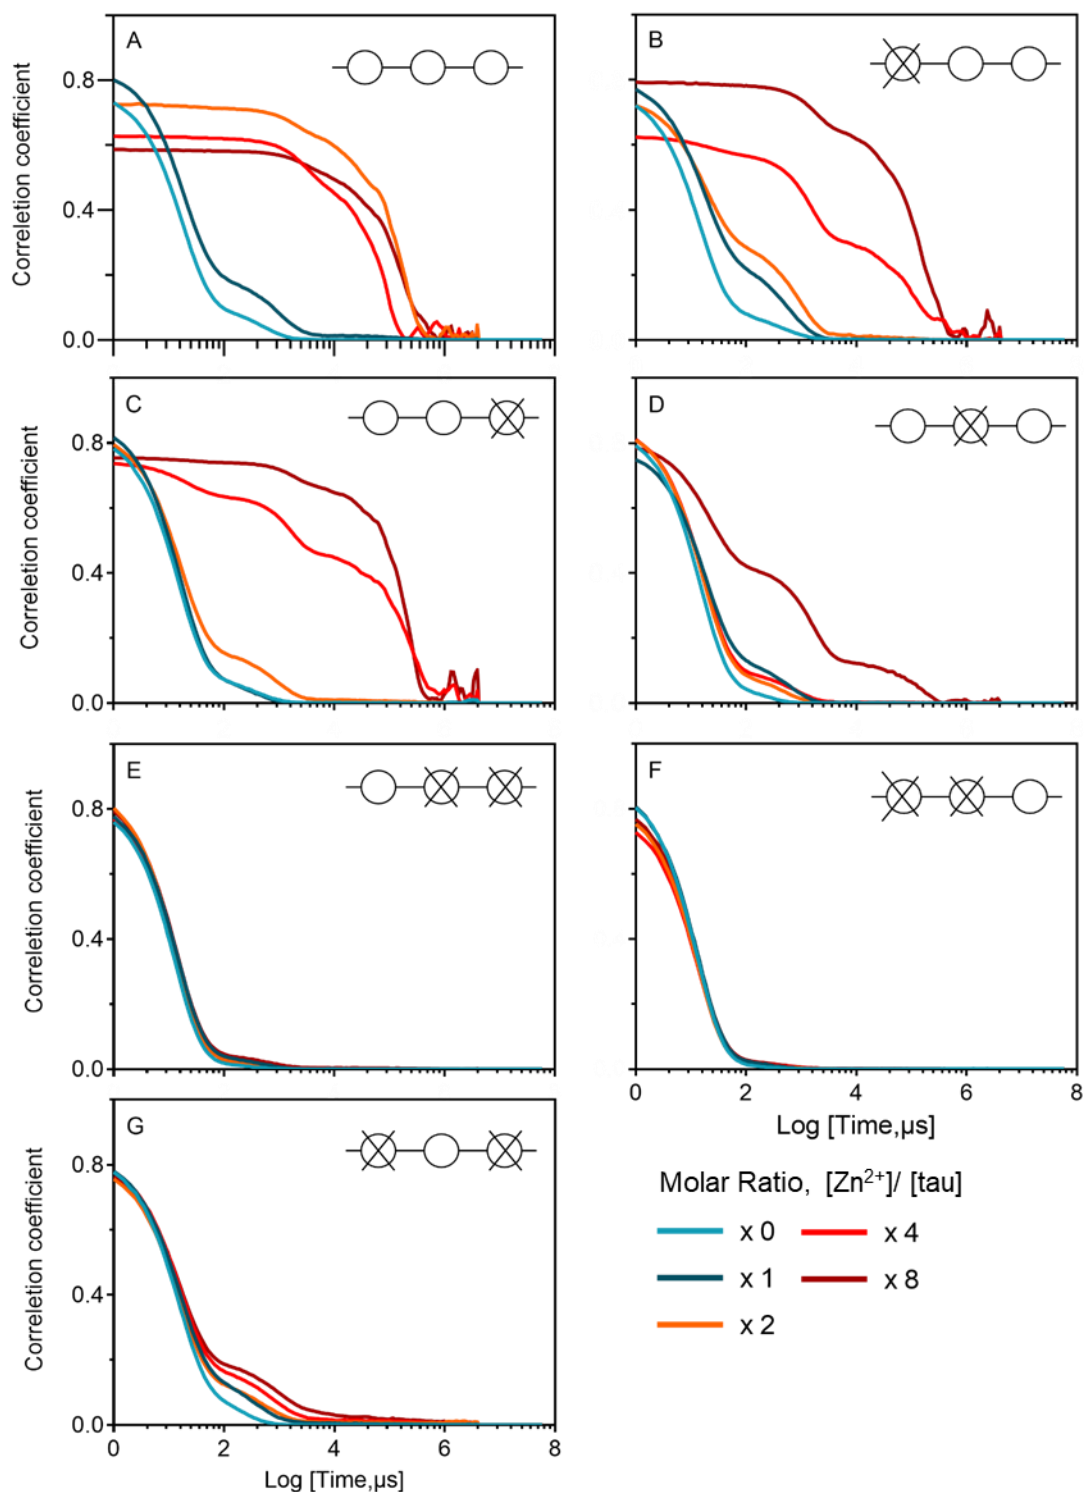 A
B
0.8
0.4
0.0
Correletion coefficient
C
D
0.8
0.4
0.0
Correletion coefficient
E
F
0.8
0.4
0.0
Correletion coefficient
0 2 4 6 8
Log [Time,μs]
G
0.8
0.4
0.0
Correletion coefficient
0 2 4 6 8
Log [Time,μs]
Molar Ratio, [Zn²⁺]/ [tau]
x 0 x 4
x 1 x 8
x 2